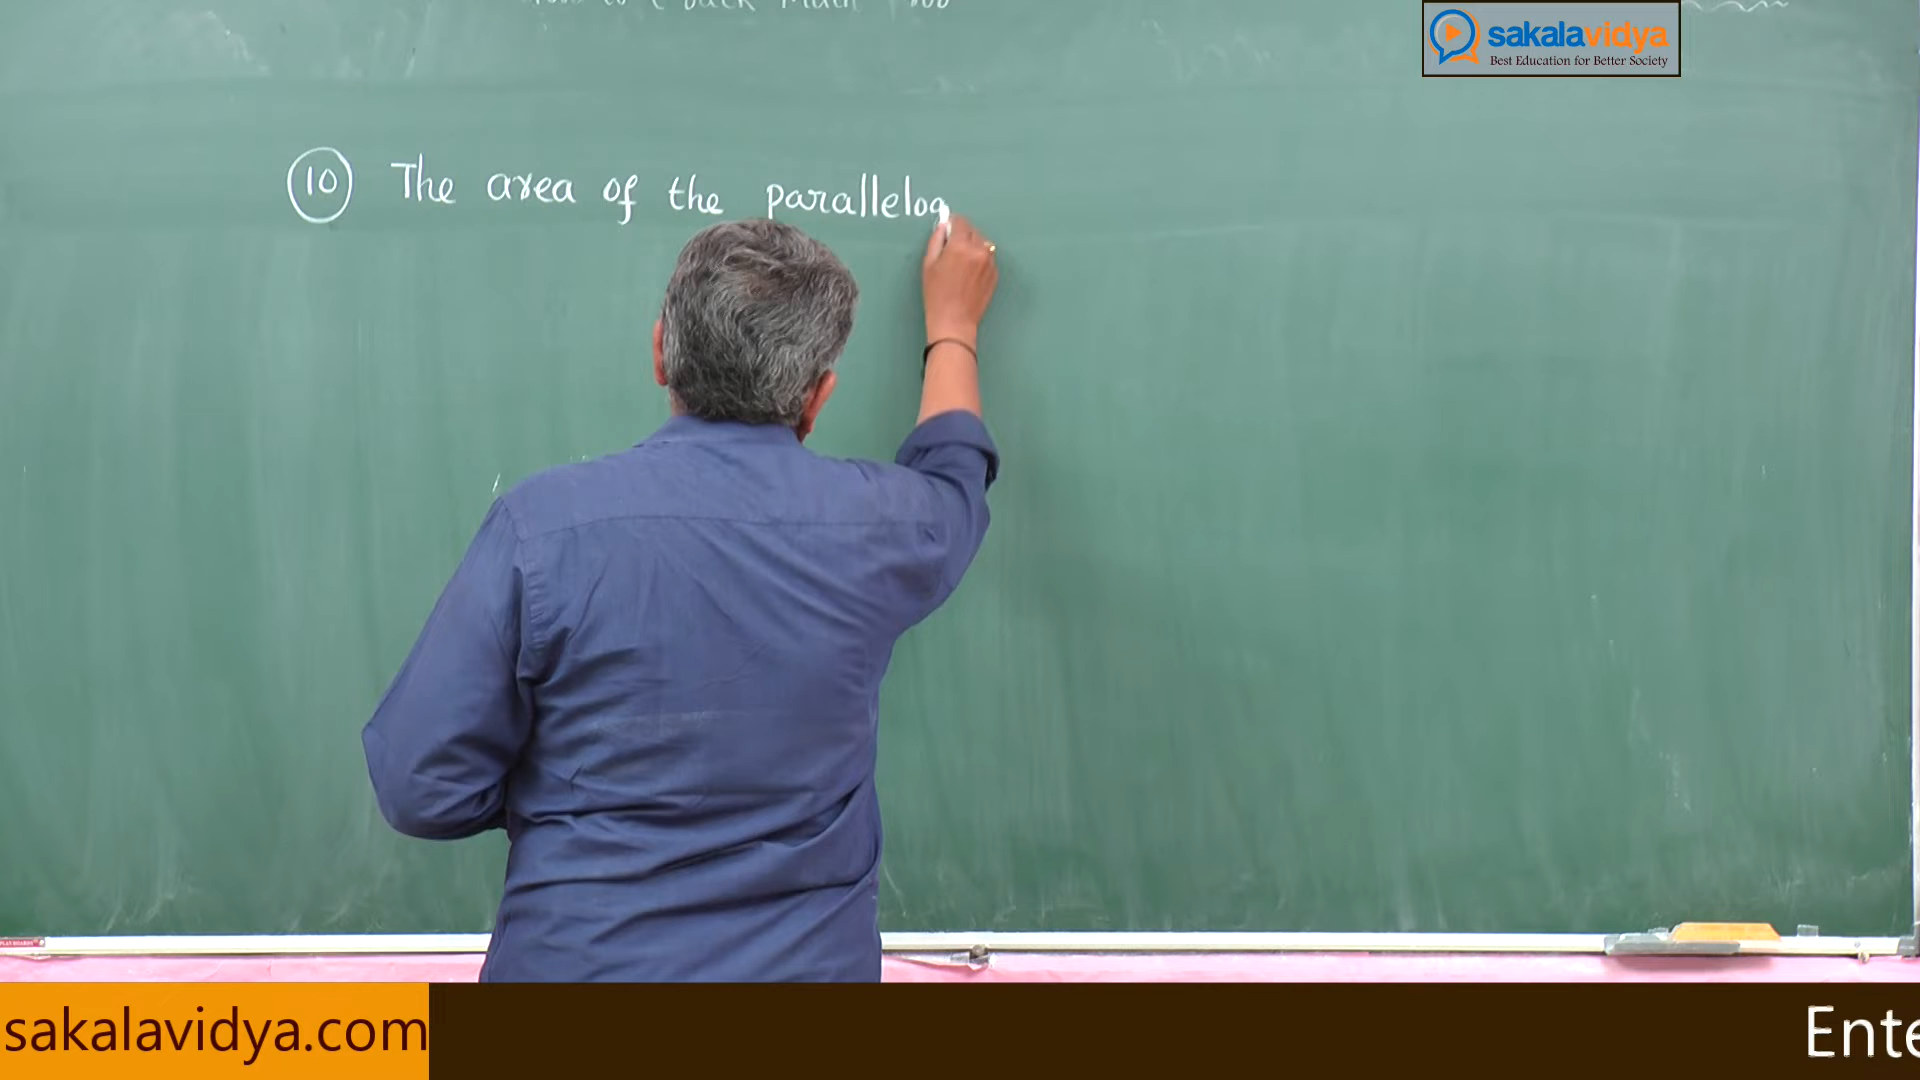 sakalavidya
Best Education for Better Society
10 The area of the parallelog
sakalavidya.com
Ente